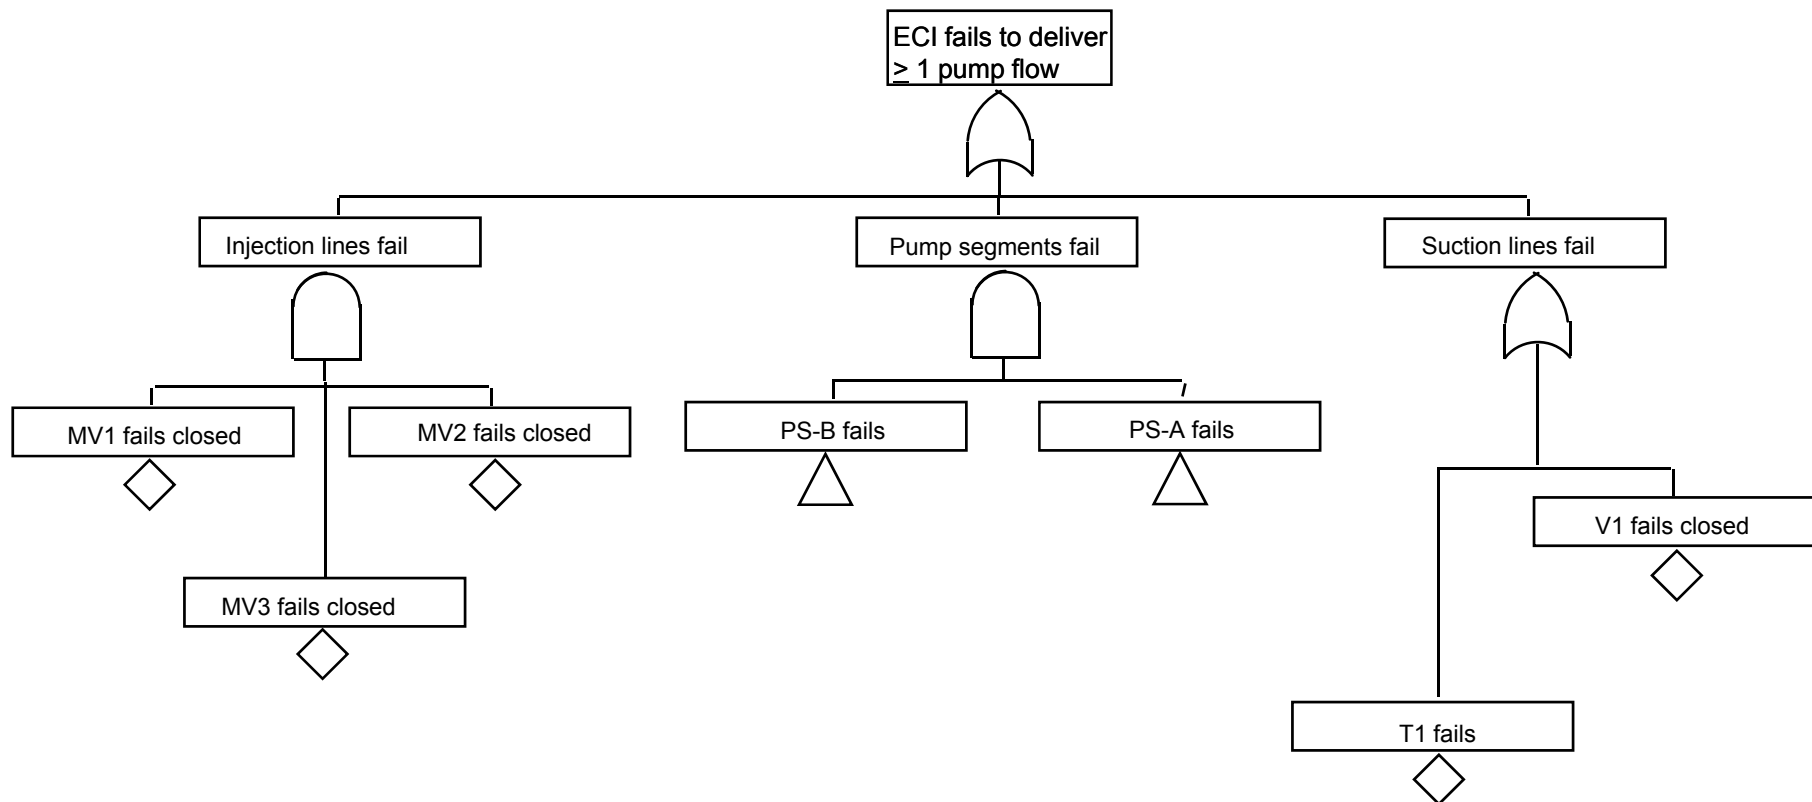 ECI fails to deliver
≥ 1 pump flow
Injection lines fail
Pump segments fail
Suction lines fail
MV1 fails closed
MV2 fails closed
PS-B fails
PS-A fails
V1 fails closed
MV3 fails closed
T1 fails